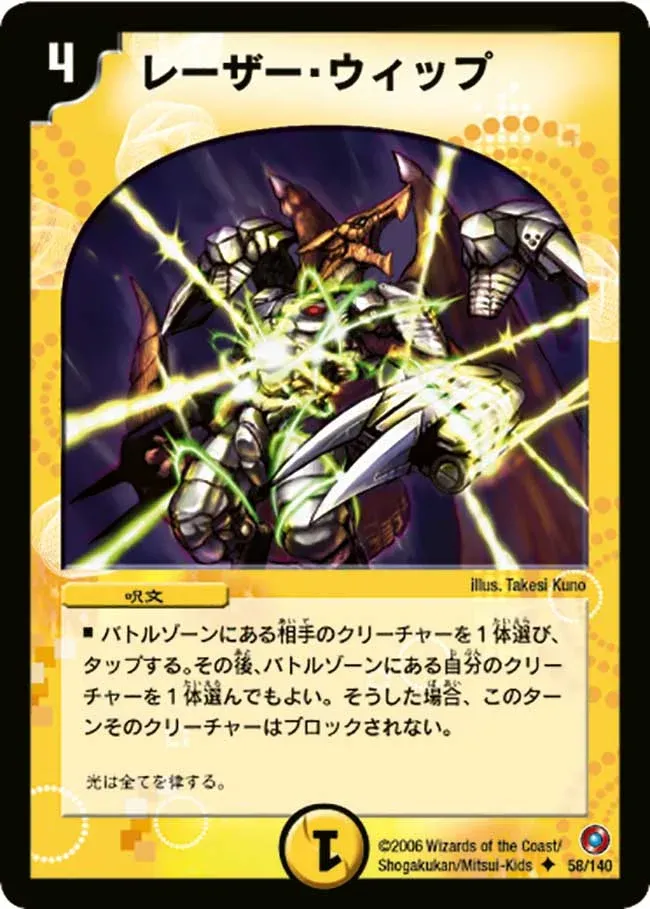 4
レーザー・ウィップ
illus. Takesi Kuno
呪文
■ バトルゾーンにある相手のクリーチャーを1体選び、
タップする。その後、バトルゾーンにある自分のクリー
チャーを1体選んでもよい。そうした場合、このター
ンそのクリーチャーはブロックされない。
光は全てを律する。
1
©2006 Wizards of the Coast/
Shogakukan/Mitsui-Kids ♦ 58/140